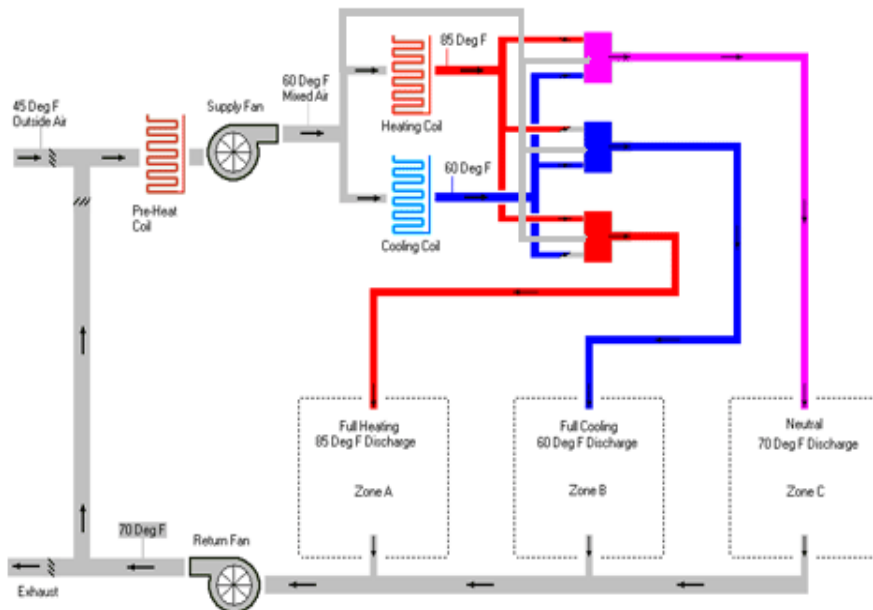 85 Deg F
60 Deg F
Mixed Air
Supply Fan
45 Deg F
Outside Air
Heating Coil
60 Deg F
Pre-Heat
Coil
Cooling Coil
Full Heating
85 Deg F Discharge
Zone A
Full Cooling
60 Deg F Discharge
Zone B
Neutral
70 Deg F Discharge
Zone C
70 Deg F
Return Fan
Exhaust